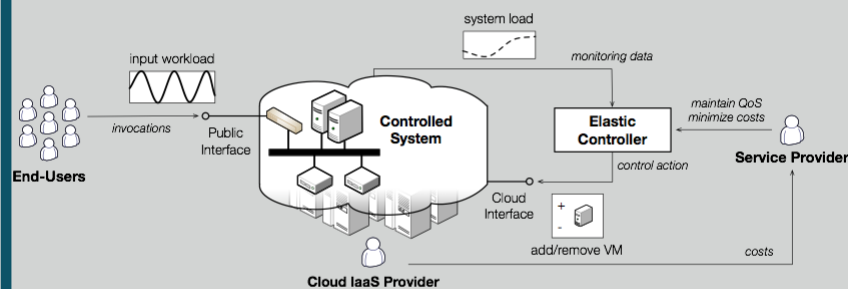 system load
input workload
monitoring data
maintain QoS
minimize costs
Controlled
System
Elastic
Controller
invocations
Public
Interface
control action
Service Provider
End-Users
Cloud
Interface
+
-
add/remove VM
costs
Cloud IaaS Provider